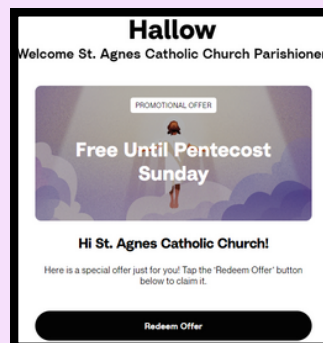 Hallow
Welcome St. Agnes Catholic Church Parishioner
PROMOTIONAL OFFER
Free Until Pentecost
Sunday
Hi St. Agnes Catholic Church!
Here is a special offer just for you! Tap the 'Redeem Offer' button
below to claim it.
Redeem Offer